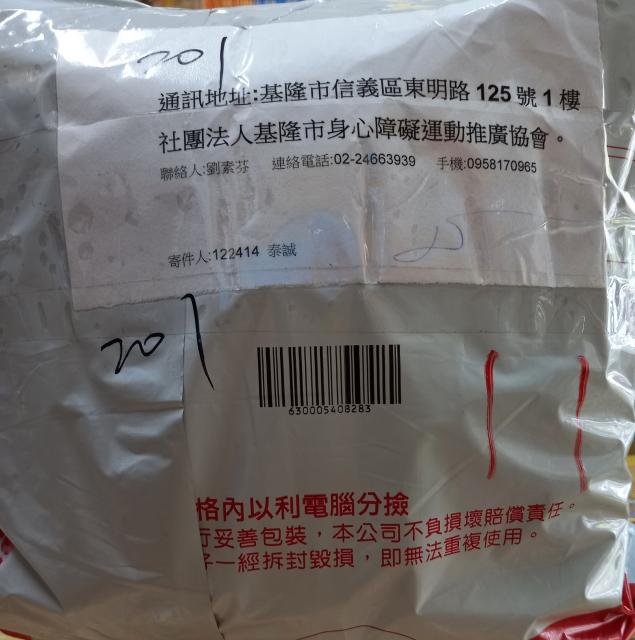 201
通訊地址:基隆市信義區東明路 125 號 1 樓
社團法人基隆市身心障礙運動推廣協會。
聯絡人:劉素芬 連絡電話:02-24663939 手機:0958170965
寄件人:122414 泰誠
201
630005408283
格內以利電腦分撿
行妥善包裝，本公司不負損壞賠償責任。
一經拆封毀損，即無法重複使用。